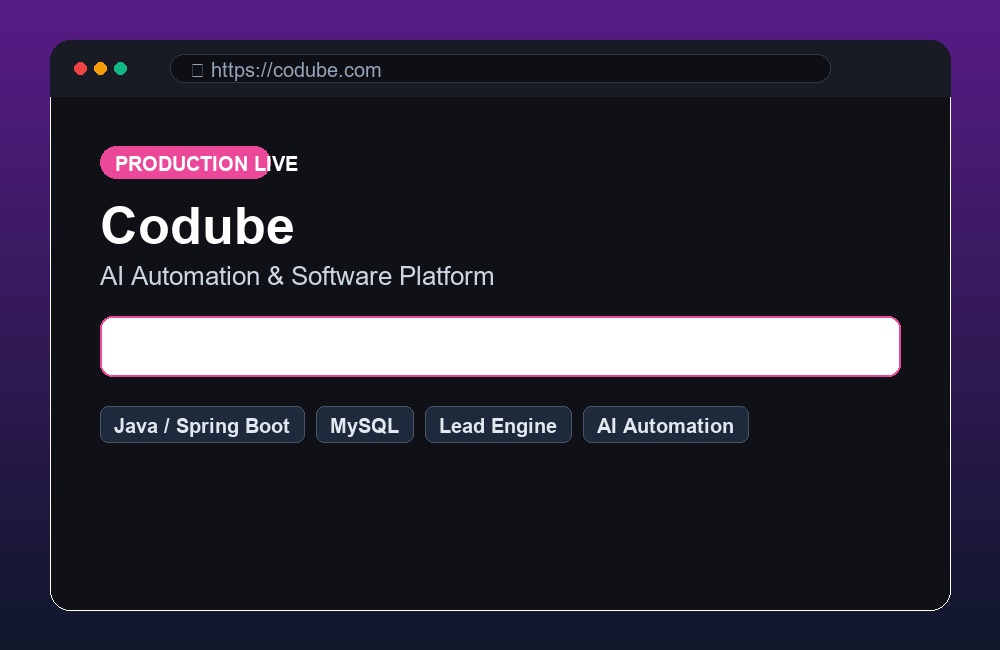 https://codube.com
PRODUCTION LIVE
Codube
AI Automation & Software Platform
Java / Spring Boot MySQL Lead Engine AI Automation